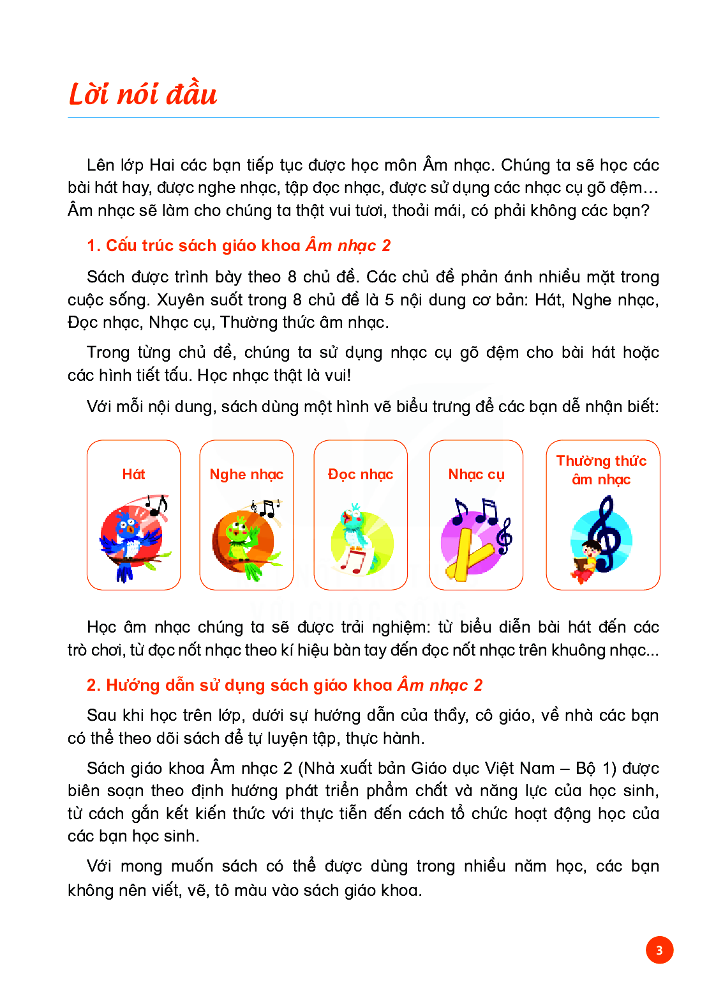 Lời nói đầu
Lên lớp Hai các bạn tiếp tục được học môn Âm nhạc. Chúng ta sẽ học các
bài hát hay, được nghe nhạc, tập đọc nhạc, được sử dụng các nhạc cụ gõ đệm...
Âm nhạc sẽ làm cho chúng ta thật vui tươi, thoải mái, có phải không các bạn?
1. Cấu trúc sách giáo khoa Âm nhạc 2
Sách được trình bày theo 8 chủ đề. Các chủ đề phản ánh nhiều mặt trong
cuộc sống. Xuyên suốt trong 8 chủ đề là 5 nội dung cơ bản: Hát, Nghe nhạc,
Đọc nhạc, Nhạc cụ, Thường thức âm nhạc.
Trong từng chủ đề, chúng ta sử dụng nhạc cụ gõ đệm cho bài hát hoặc
các hình tiết tấu. Học nhạc thật là vui!
Với mỗi nội dung, sách dùng một hình vẽ biểu trưng để các bạn dễ nhận biết:
Hát
Nghe nhạc
Đọc nhạc
Nhạc cụ
Thường thức
âm nhạc
VỚI CUỘC SỐNG
Học âm nhạc chúng ta sẽ được trải nghiệm: từ biểu diễn bài hát đến các
trò chơi, từ đọc nốt nhạc theo kí hiệu bàn tay đến đọc nốt nhạc trên khuông nhạc...
2. Hướng dẫn sử dụng sách giáo khoa Âm nhạc 2
Sau khi học trên lớp, dưới sự hướng dẫn của thầy, cô giáo, về nhà các bạn
có thể theo dõi sách để tự luyện tập, thực hành.
Sách giáo khoa Âm nhạc 2 (Nhà xuất bản Giáo dục Việt Nam – Bộ 1) được
biên soạn theo định hướng phát triển phẩm chất và năng lực của học sinh,
từ cách gắn kết kiến thức với thực tiễn đến cách tổ chức hoạt động học của
các bạn học sinh.
Với mong muốn sách có thể được dùng trong nhiều năm học, các bạn
không nên viết, vẽ, tô màu vào sách giáo khoa.
3